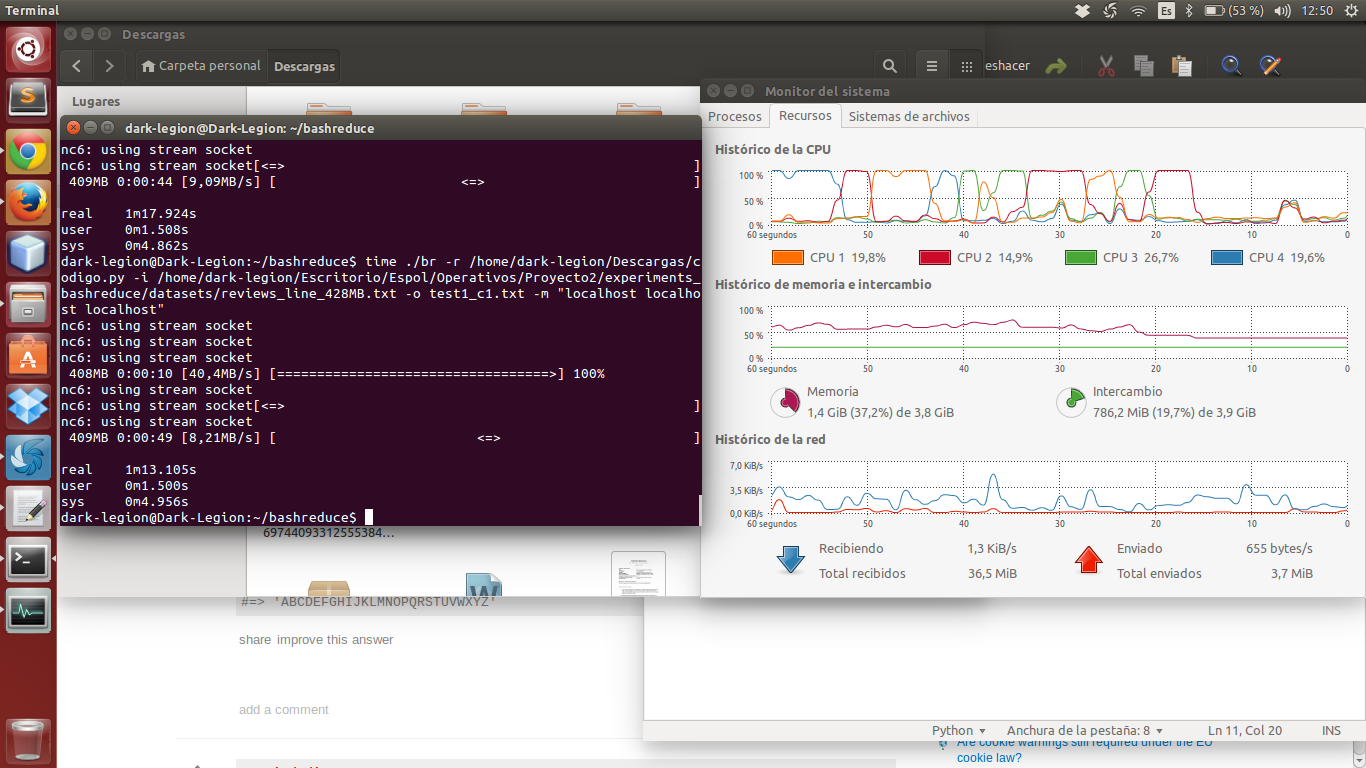 Terminal
Es
(53 %)
12:50
Descargas
Carpeta personal
Descargas
eshacer
Lugares
Monitor del sistema
Procesos
Recursos
Sistemas de archivos
dark-legion@Dark-Legion: ~/bashreduce
nc6: using stream socket
nc6: using stream socket[<=> ]
409MB 0:00:44 [9,09MB/s] [ <=> ]
real 1m17.924s
user 0m1.508s
sys 0m4.862s
dark-legion@Dark-Legion:~/bashreduce$ time ./br -r /home/dark-legion/Descargas/c
odigo.py -i /home/dark-legion/Escritorio/Espol/Operativos/Proyecto2/experiments_
bashreduce/datasets/reviews_line_428MB.txt -o test1_c1.txt -m "localhost localho
st localhost"
nc6: using stream socket
nc6: using stream socket
nc6: using stream socket
408MB 0:00:10 [40,4MB/s] [==================================>] 100%
nc6: using stream socket
nc6: using stream socket[<=> ]
nc6: using stream socket
409MB 0:00:49 [8,21MB/s] [ <=> ]
real 1m13.105s
user 0m1.500s
sys 0m4.956s
dark-legion@Dark-Legion:~/bashreduce$
Histórico de la CPU
100 %
50 %
0 %
60 segundos 50 40 30 20 10 0
CPU 1 19,8%
CPU 2 14,9%
CPU 3 26,7%
CPU 4 19,6%
Histórico de memoria e intercambio
100 %
50 %
0 %
60 segundos 50 40 30 20 10 0
Memoria
1,4 GiB (37,2%) de 3,8 GiB
Intercambio
786,2 MiB (19,7%) de 3,9 GiB
Histórico de la red
7,0 KiB/s
3,5 KiB/s
0,0 KiB/s
60 segundos 50 40 30 20 10 0
Recibiendo 1,3 KiB/s
Total recibidos 36,5 MiB
Enviado 655 bytes/s
Total enviados 3,7 MiB
69744093312555384...
#=> 'ABCDEFGHIJKLMNOPQRSTUVWXYZ'
share improve this answer
add a comment
Python
Anchura de la pestaña: 8
Ln 11, Col 20
INS
Are cookie warnings still required under the EU
cookie law?